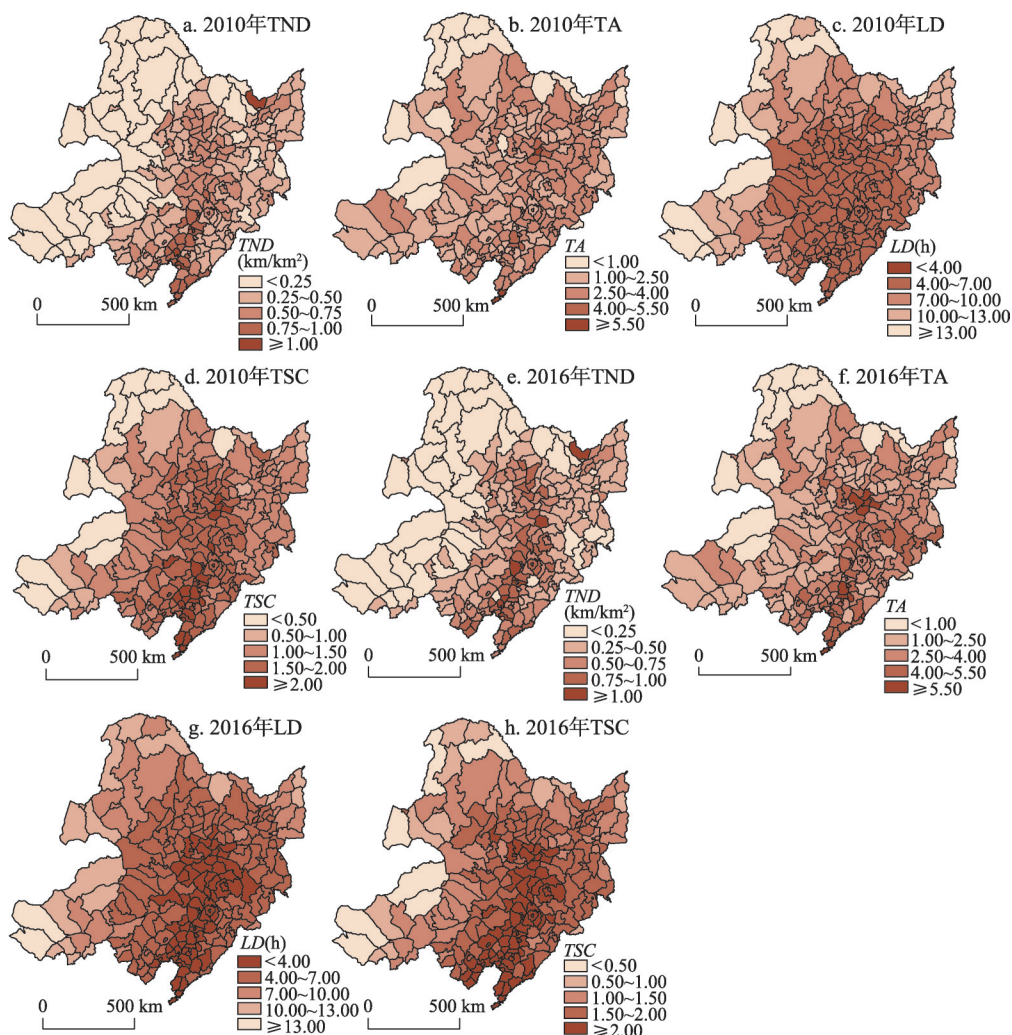 a. 2010年TND
TND
(km/km²)
<0.25
0.25~0.50
0.50~0.75
0.75~1.00
≥1.00
0 500 km
b. 2010年TA
TA
<1.00
1.00~2.50
2.50~4.00
4.00~5.50
≥5.50
0 500 km
c. 2010年LD
LD(h)
<4.00
4.00~7.00
7.00~10.00
10.00~13.00
≥13.00
0 500 km
d. 2010年TSC
TSC
<0.50
0.50~1.00
1.00~1.50
1.50~2.00
≥2.00
0 500 km
e. 2016年TND
TND
(km/km²)
<0.25
0.25~0.50
0.50~0.75
0.75~1.00
≥1.00
0 500 km
f. 2016年TA
TA
<1.00
1.00~2.50
2.50~4.00
4.00~5.50
≥5.50
0 500 km
g. 2016年LD
LD(h)
<4.00
4.00~7.00
7.00~10.00
10.00~13.00
≥13.00
0 500 km
h. 2016年TSC
TSC
<0.50
0.50~1.00
1.00~1.50
1.50~2.00
≥2.00
0 500 km